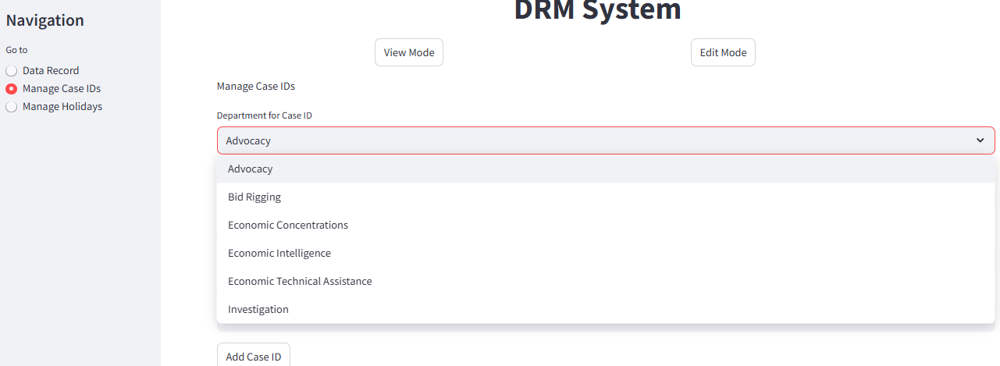 Navigation
Go to
Data Record
Manage Case IDs
Manage Holidays
DRM System
View Mode
Edit Mode
Manage Case IDs
Department for Case ID
Advocacy
Advocacy
Bid Rigging
Economic Concentrations
Economic Intelligence
Economic Technical Assistance
Investigation
Add Case ID